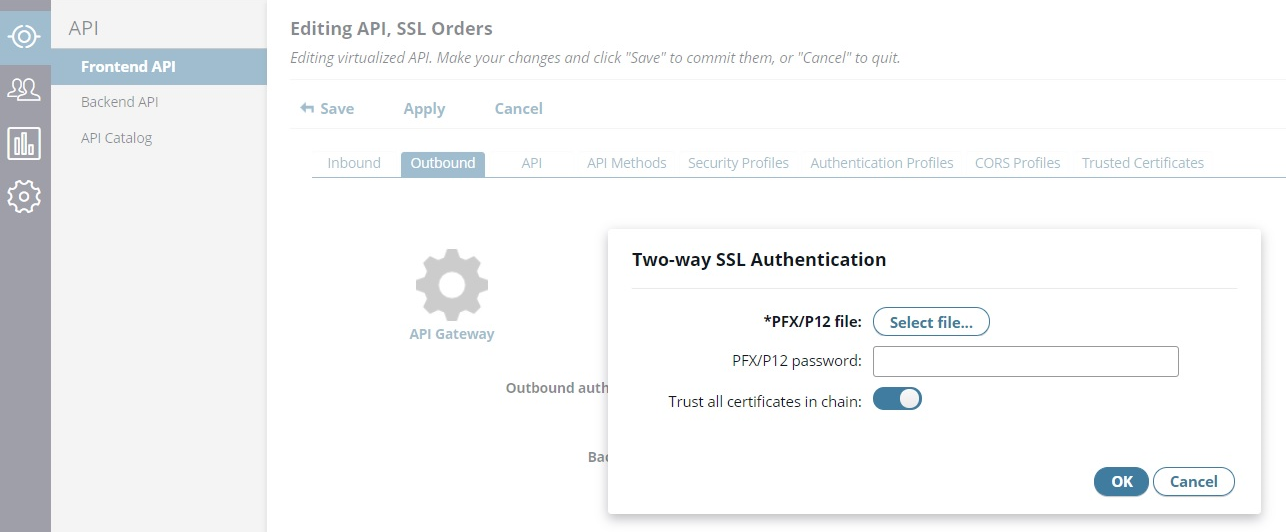 API
Frontend API
Backend API
API Catalog
Editing API, SSL Orders
Editing virtualized API. Make your changes and click "Save" to commit them, or "Cancel" to quit.
Save Apply Cancel
Inbound Outbound API API Methods Security Profiles Authentication Profiles CORS Profiles Trusted Certificates
API Gateway
Outbound auth
Bac
Two-way SSL Authentication
*PFX/P12 file: Select file...
PFX/P12 password:
Trust all certificates in chain:
OK Cancel